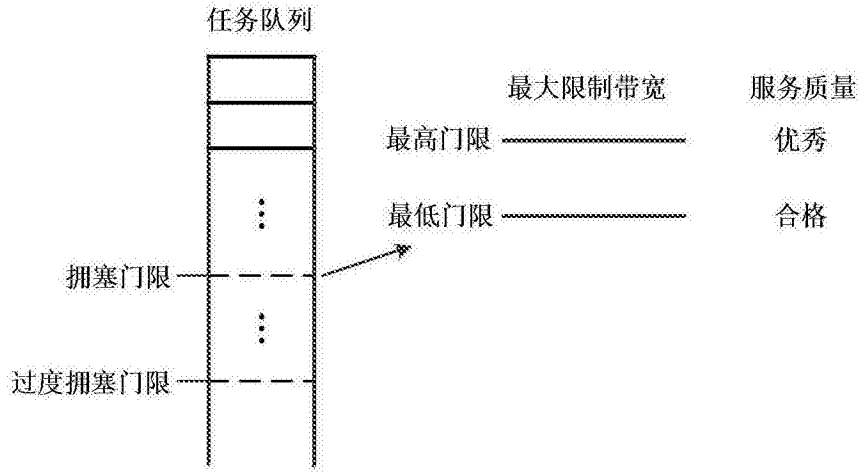 任务队列
最大限制带宽 服务质量
最高门限 优秀
最低门限 合格
拥塞门限
过度拥塞门限